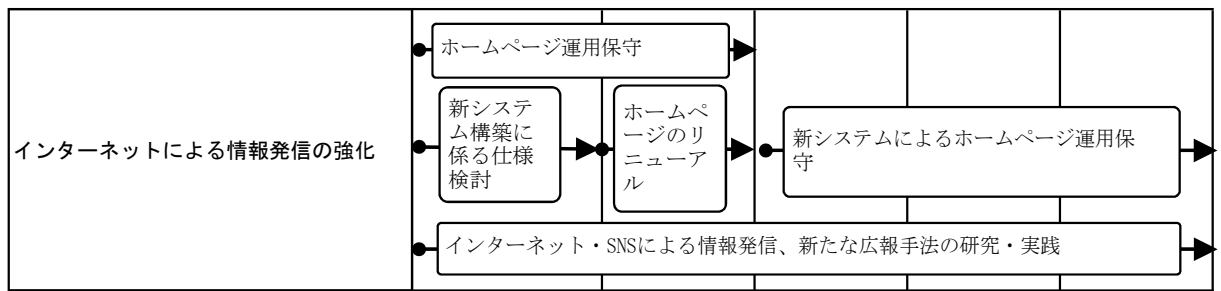 インターネットによる情報発信の強化
ホームページ運用保守
新システ
ム構築に
係る仕様
検討
ホームペ
ージのリ
ニューア
ル
新システムによるホームページ運用保
守
インターネット・SNSによる情報発信、新たな広報手法の研究・実践